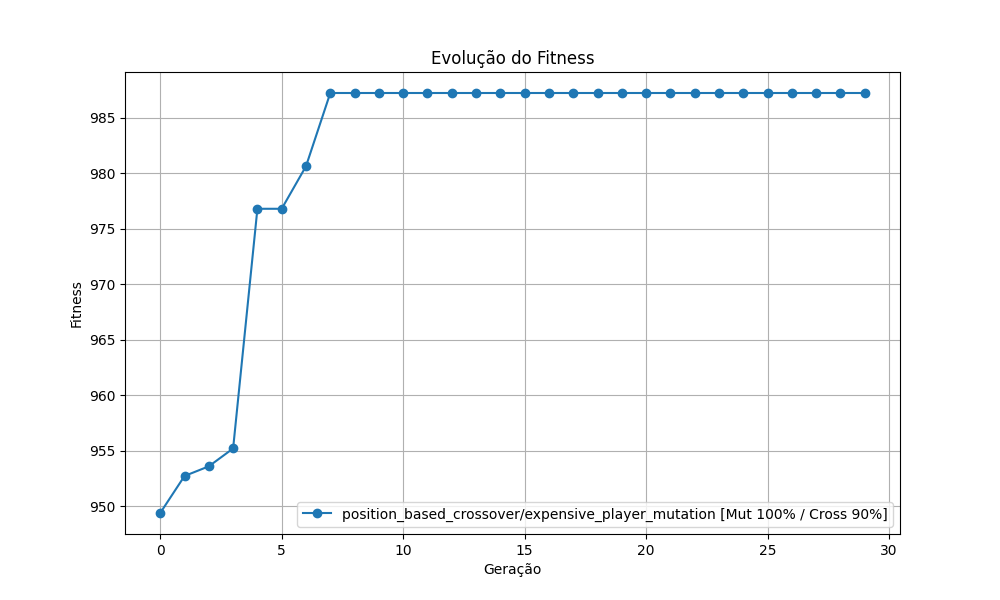 Evolução do Fitness
Fitness
985
980
975
970
965
960
955
950
position_based_crossover/expensive_player_mutation [Mut 100% / Cross 90%]
0 5 10 15 20 25 30
Geração